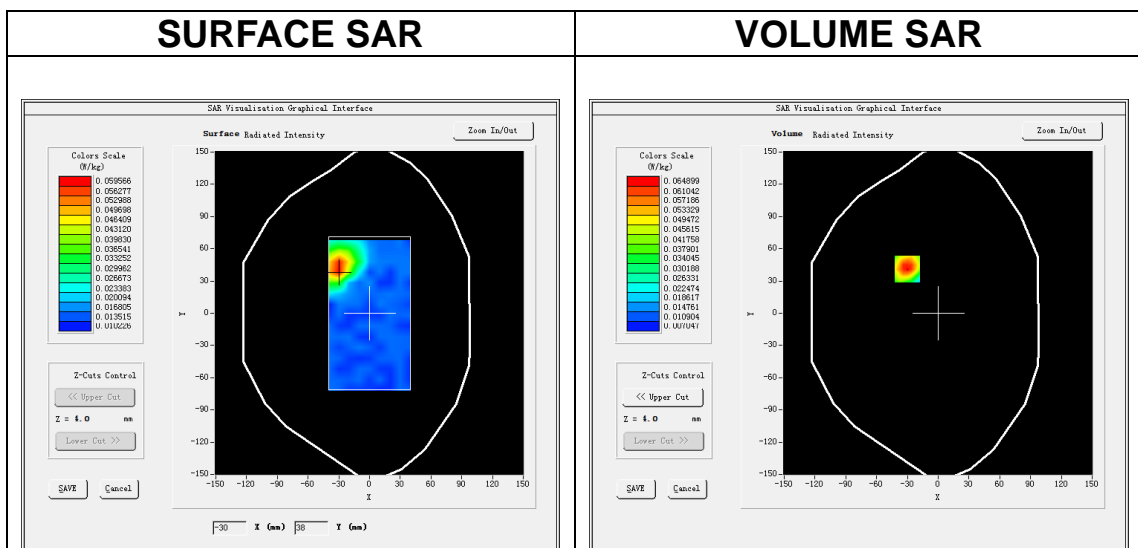 SURFACE SAR
VOLUME SAR
SAR Visualisation Graphical Interface
Surface Radiated Intensity
Zoom In/Out
Colors Scale
(W/kg)
0.059566
0.056277
0.052988
0.049698
0.046409
0.043120
0.039830
0.036541
0.033252
0.029962
0.026673
0.023383
0.020094
0.016805
0.013515
0.010226
150
120
90
60
30
0
-30
-60
-90
-120
-150
Y
-150 -120 -90 -60 -30 0 30 60 90 120 150
X
Z-Cuts Control
<< Upper Cut
Z = 4.0 mm
Lower Cut >>
SAVE Cancel
-30 X (mm) 38 Y (mm)
SAR Visualisation Graphical Interface
Volume Radiated Intensity
Zoom In/Out
Colors Scale
(W/kg)
0.064899
0.061042
0.057186
0.053329
0.049472
0.045615
0.041758
0.037901
0.034045
0.030188
0.026331
0.022474
0.018617
0.014761
0.010904
0.007047
150
120
90
60
30
0
-30
-60
-90
-120
-150
Y
-150 -120 -90 -60 -30 0 30 60 90 120 150
X
Z-Cuts Control
<< Upper Cut
Z = 4.0 mm
Lower Cut >>
SAVE Cancel